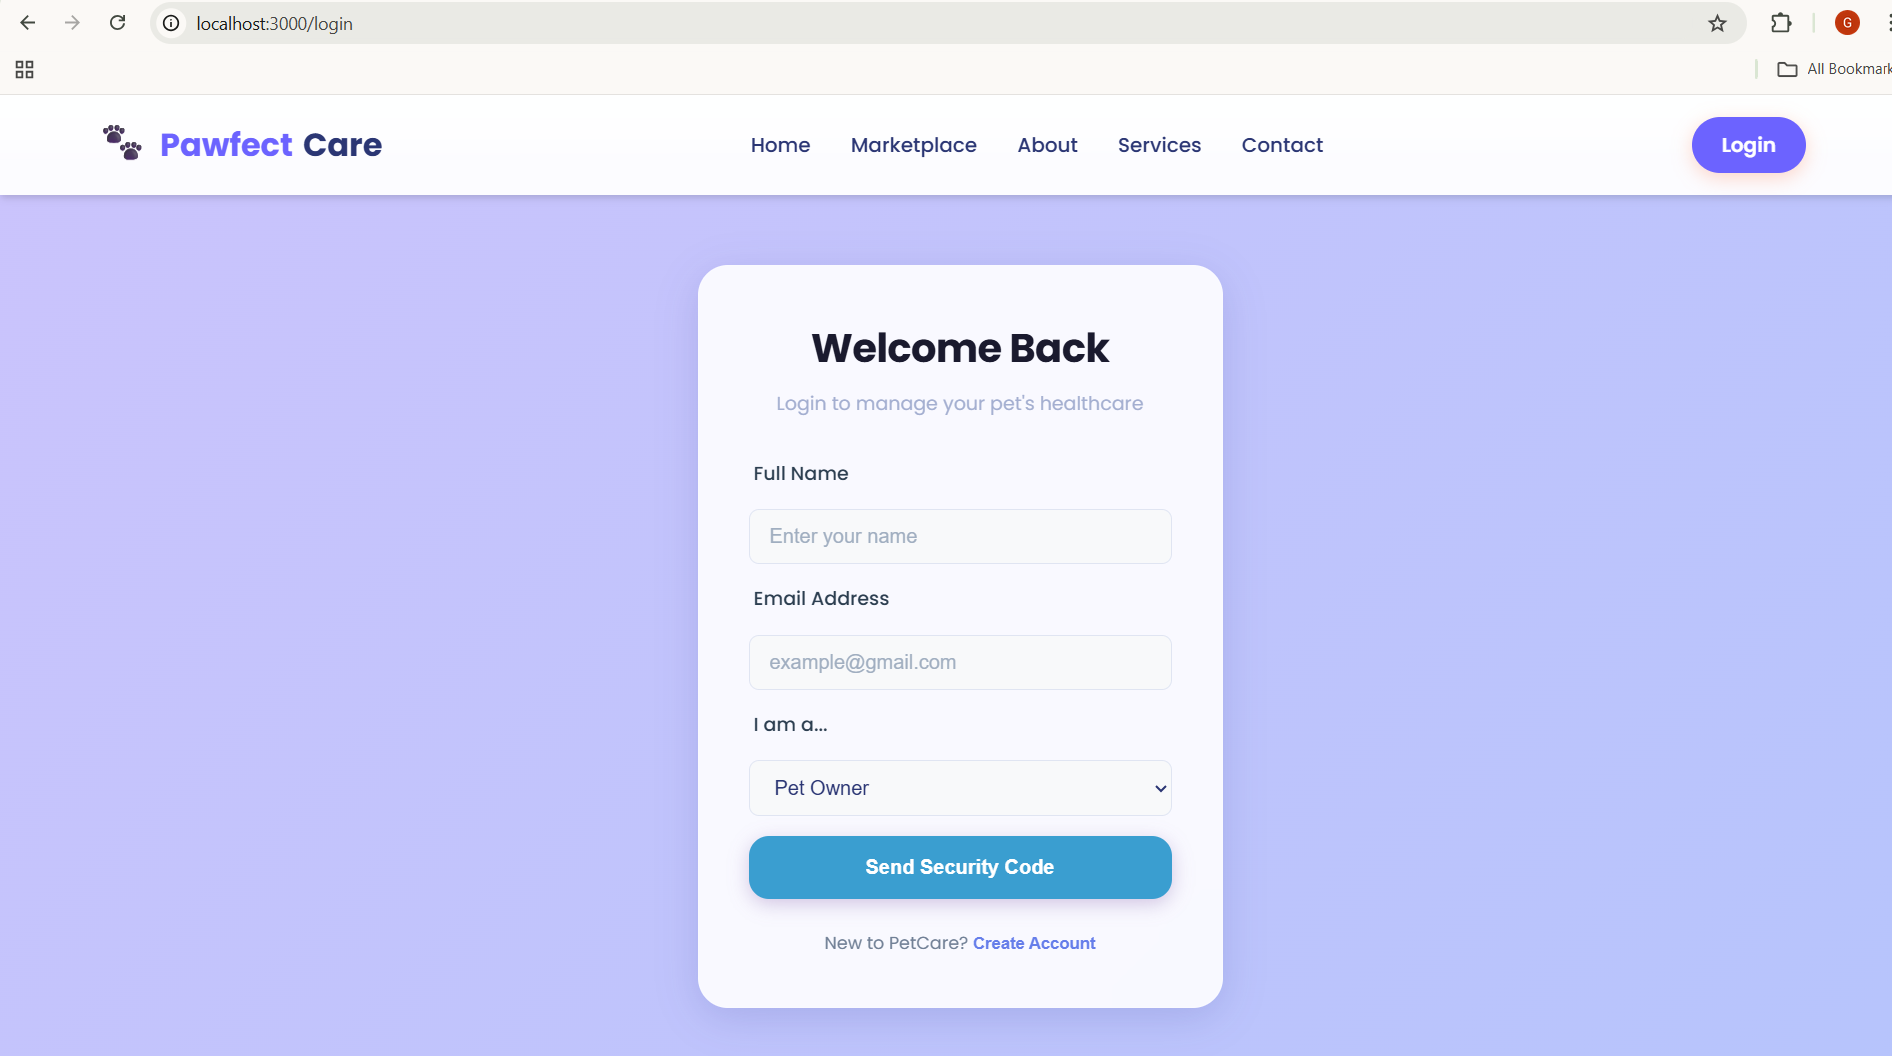 localhost:3000/login
G
All Bookmark
Pawfect Care
Home
Marketplace
About
Services
Contact
Login
Welcome Back
Login to manage your pet's healthcare
Full Name
Enter your name
Email Address
example@gmail.com
I am a...
Pet Owner
Send Security Code
New to PetCare? Create Account